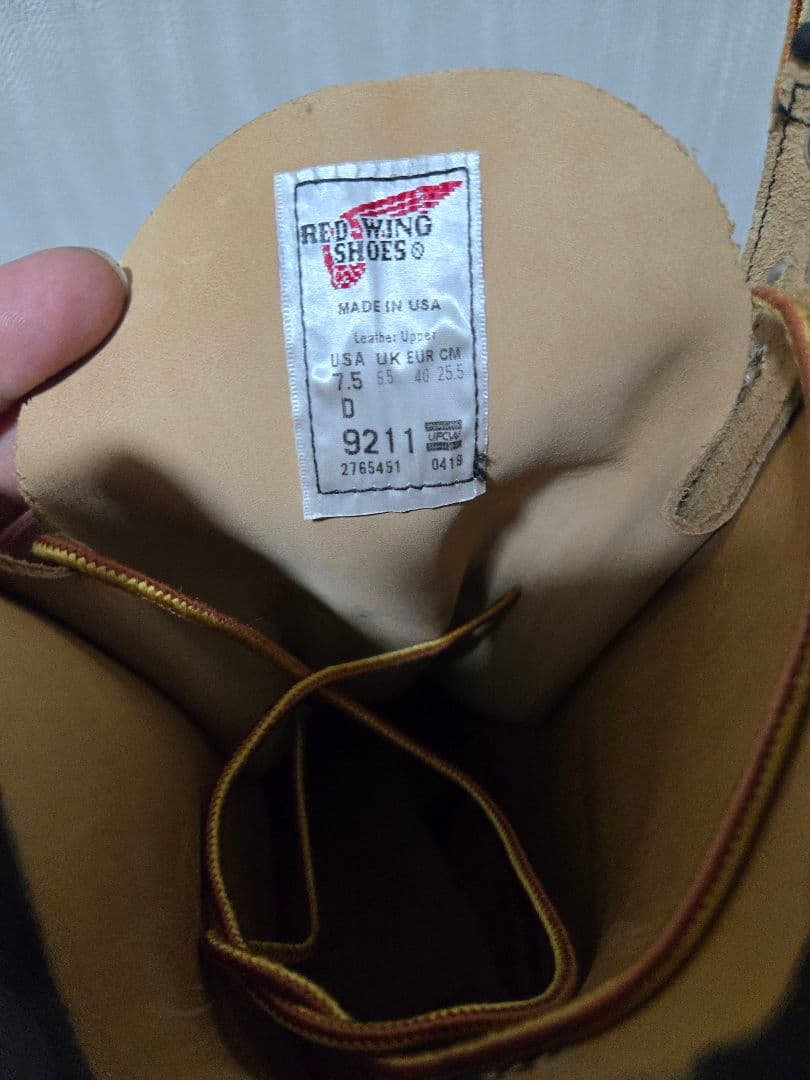 RED WING
SHOES®
MADE IN USA
Leather Upper
USA UK EUR CM
7.5 6.5 40 25.5
D
9211 UFCW
2765451 0419